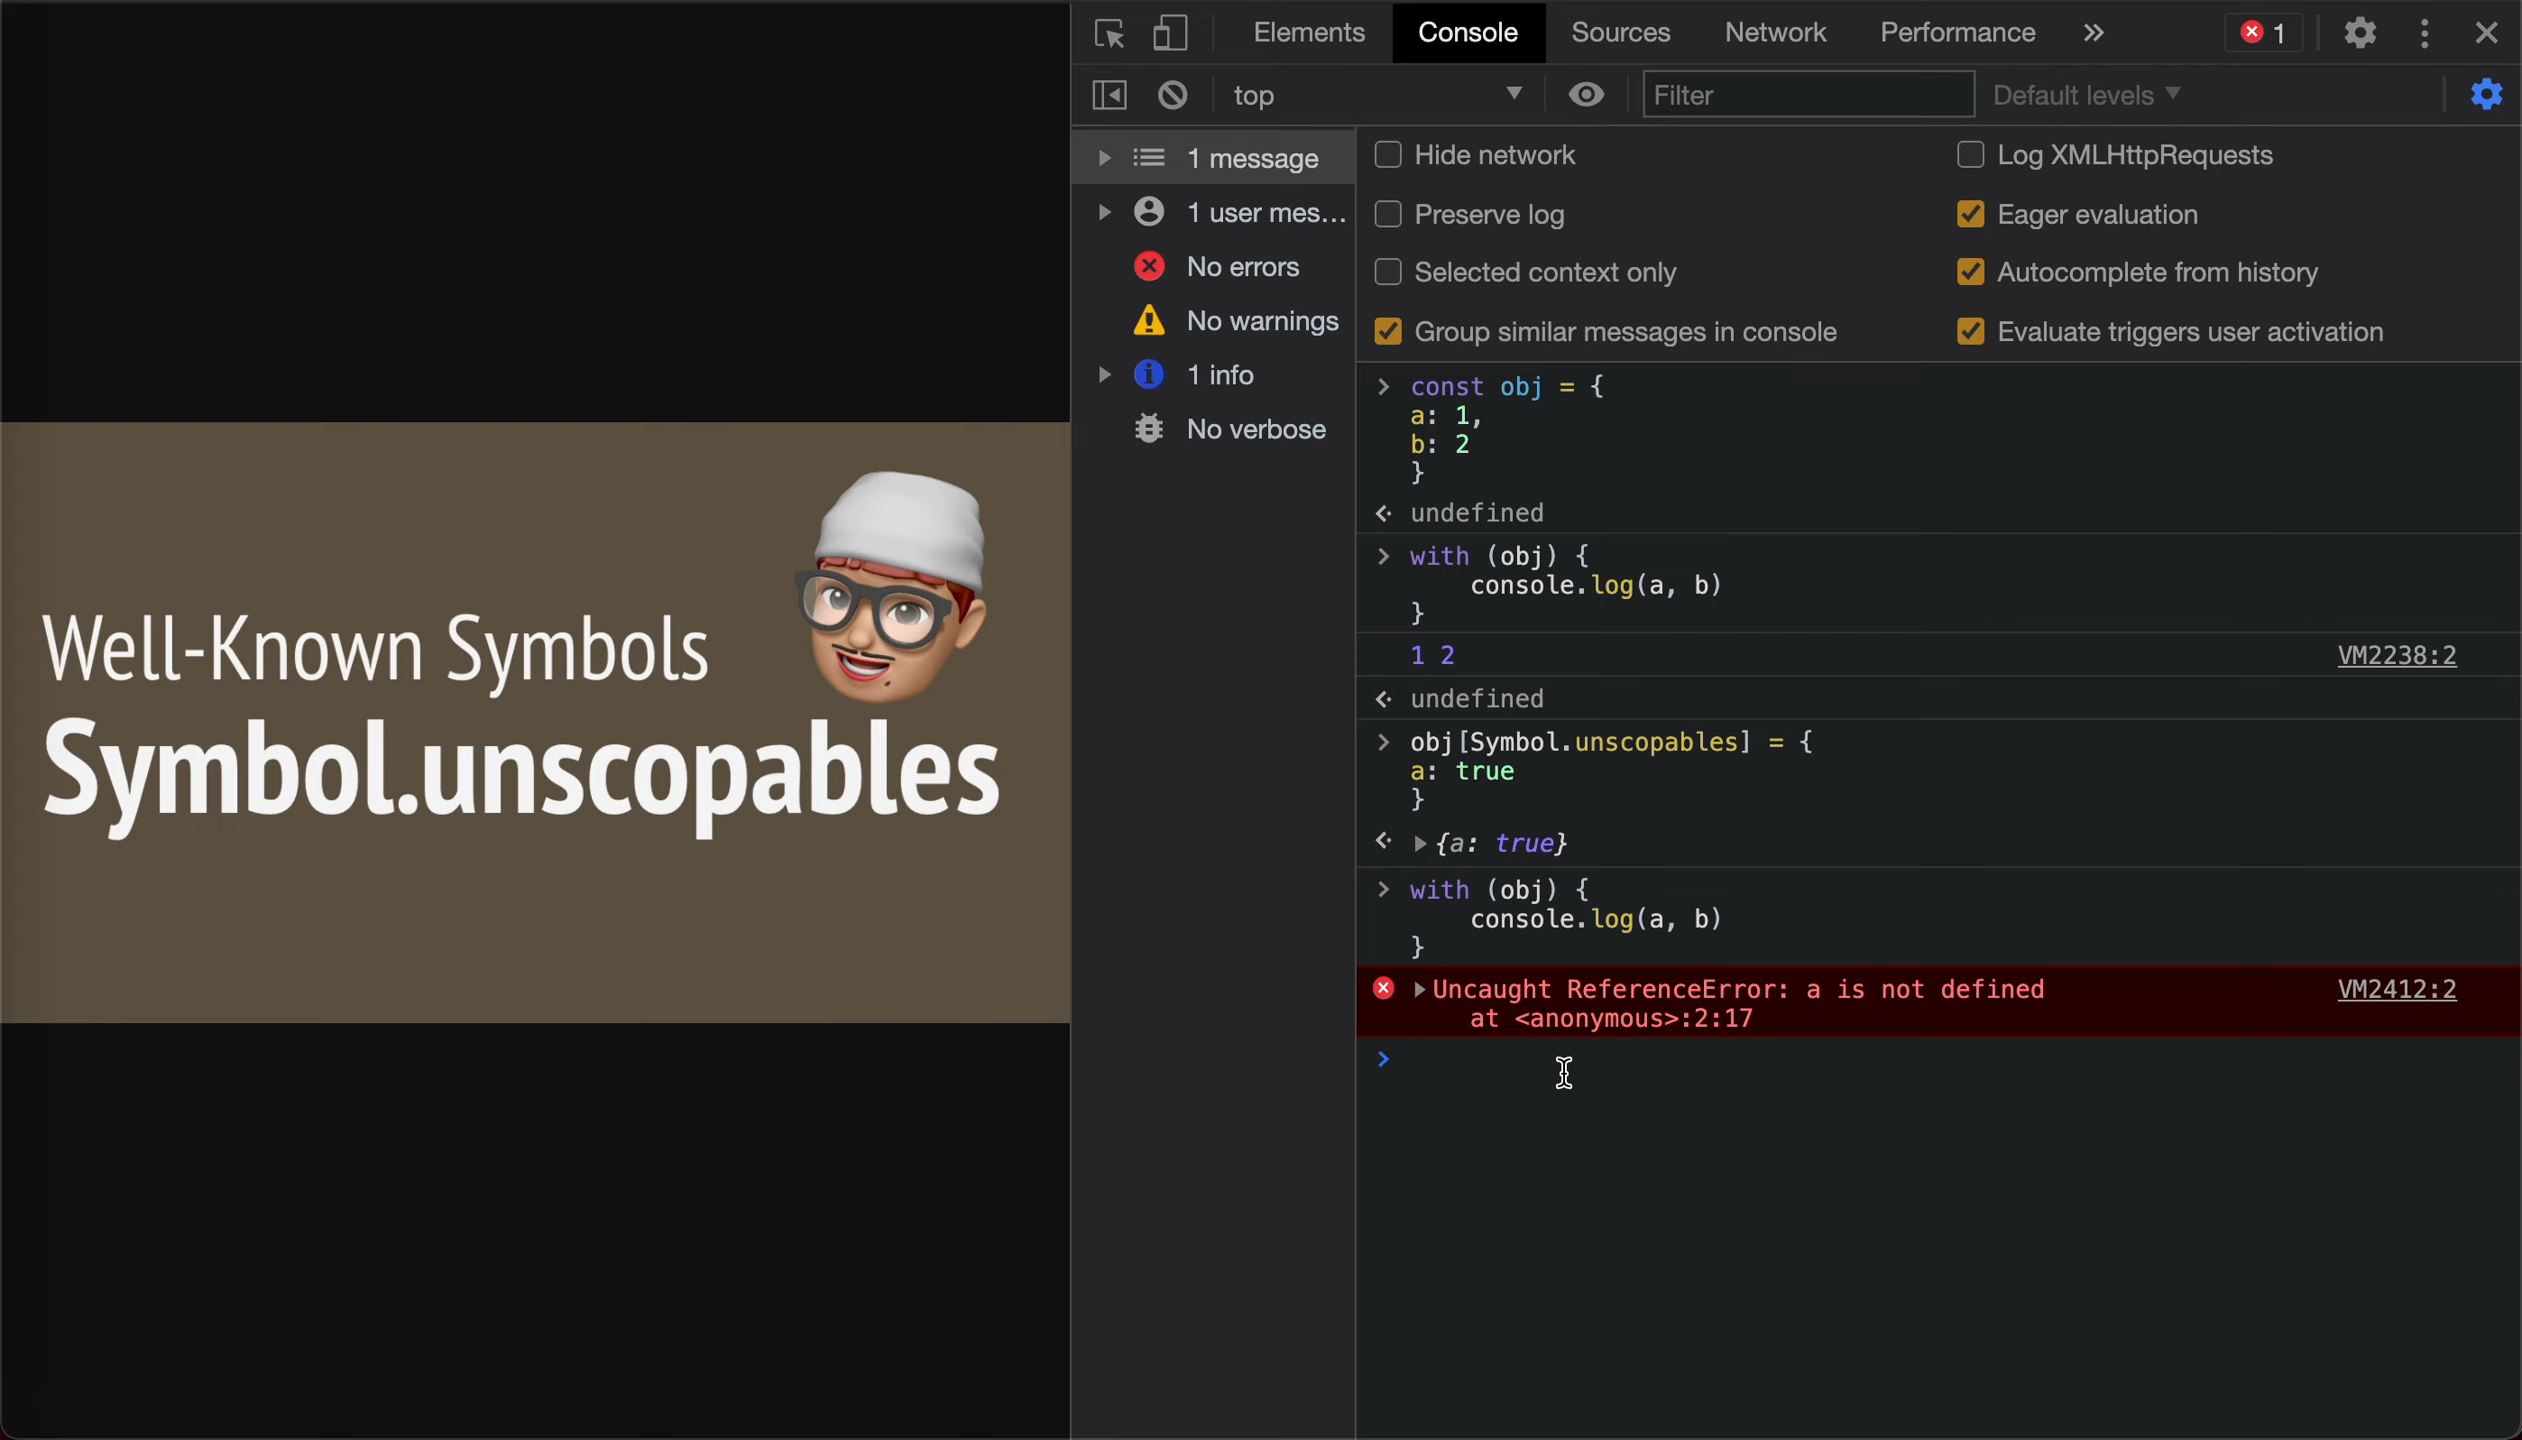 Well-Known Symbols
Symbol.unscopables
Elements Console Sources Network Performance » 1
top Filter Default levels
1 message
1 user mes...
No errors
No warnings
1 info
No verbose
Hide network Log XMLHttpRequests
Preserve log Eager evaluation
Selected context only Autocomplete from history
Group similar messages in console Evaluate triggers user activation
> const obj = {
a: 1,
b: 2
}
undefined
> with (obj) {
console.log(a, b)
}
1 2 VM2238:2
undefined
> obj[Symbol.unscopables] = {
a: true
}
{a: true}
> with (obj) {
console.log(a, b)
}
Uncaught ReferenceError: a is not defined VM2412:2
at <anonymous>:2:17
>